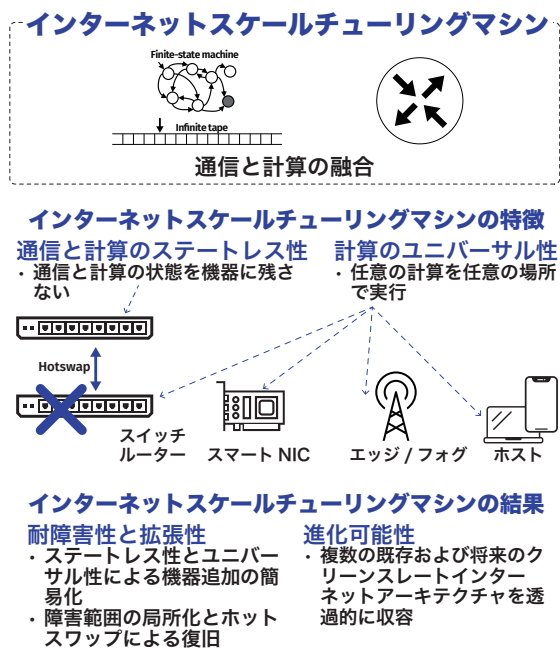 インターネットスケールチューリングマシン
Finite-state machine
Infinite tape
通信と計算の融合
インターネットスケールチューリングマシンの特徴
通信と計算のステートレス性
・通信と計算の状態を機器に残さ
ない
計算のユニバーサル性
・任意の計算を任意の場所
で実行
Hotswap
スイッチ
ルーター
スマート NIC
エッジ / フォグ
ホスト
インターネットスケールチューリングマシンの結果
耐障害性と拡張性
・ステートレス性とユニバー
サル性による機器追加の簡
易化
・障害範囲の局所化とホット
スワップによる復旧
進化可能性
・複数の既存および将来のク
リーンスレートインター
ネットアーキテクチャを透
過的に収容